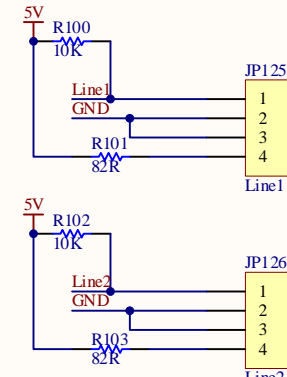 5V
R100
10K
JP125
Line1
1
GND
2
3
R101
4
82R
Line1
5V
R102
10K
JP126
Line2
1
GND
2
3
R103
4
82R
Line2